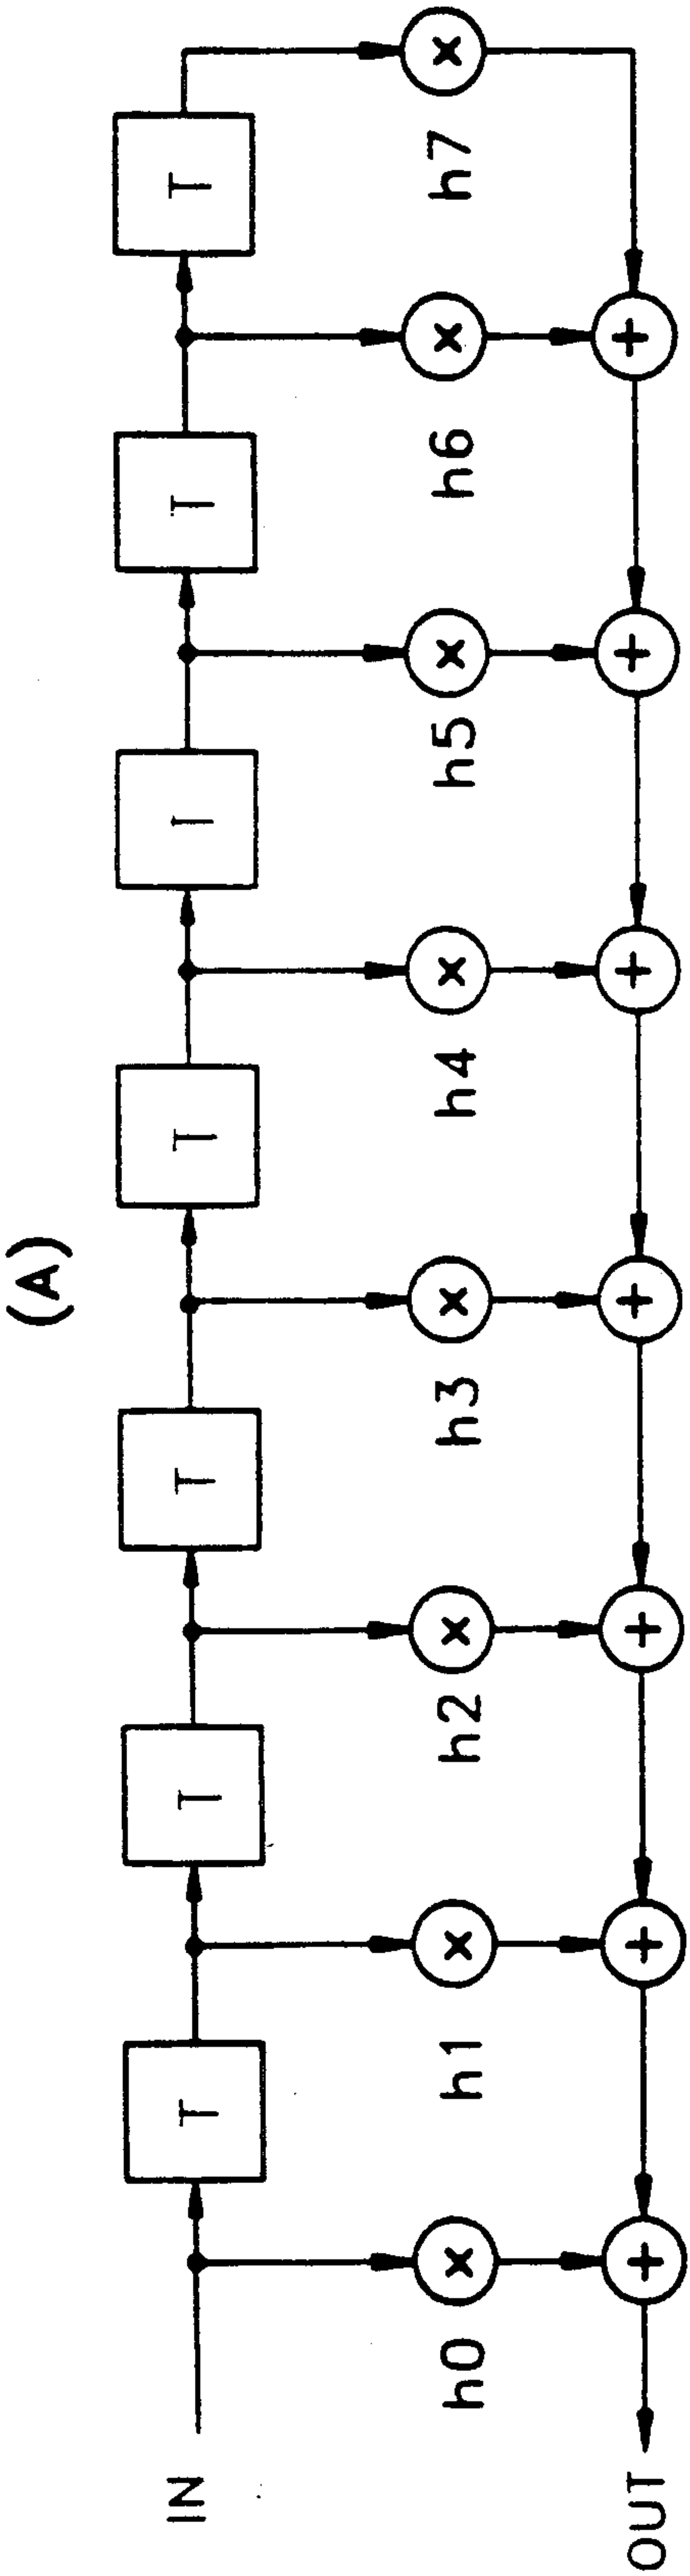 (A)
IN
T T T T T T T
× × × × × × × ×
h0 h1 h2 h3 h4 h5 h6 h7
+ + + + + + +
OUT